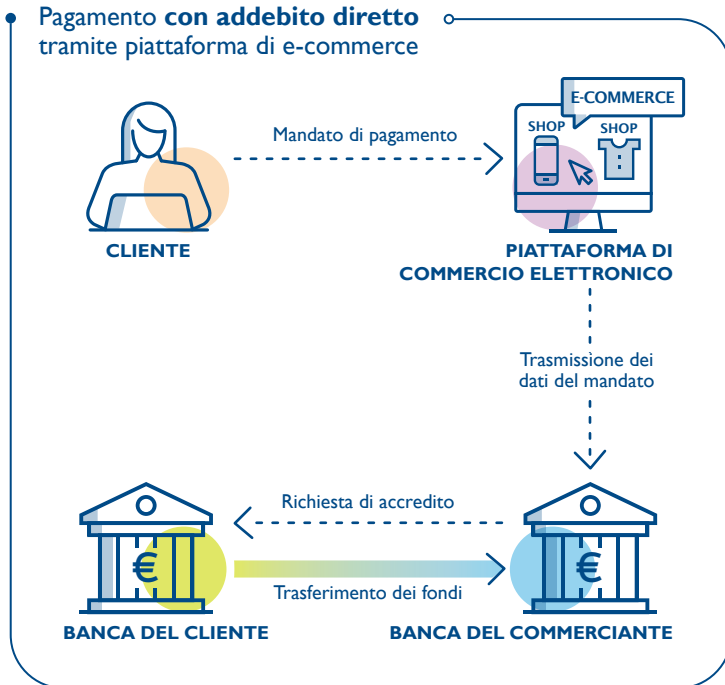 Pagamento con addebito diretto
tramite piattaforma di e-commerce
E-COMMERCE
SHOP
SHOP
Mandato di pagamento
CLIENTE
PIATTAFORMA DI
COMMERCIO ELETTRONICO
Trasmissione dei
dati del mandato
Richiesta di accredito
€
€
Trasferimento dei fondi
BANCA DEL CLIENTE
BANCA DEL COMMERCIANTE